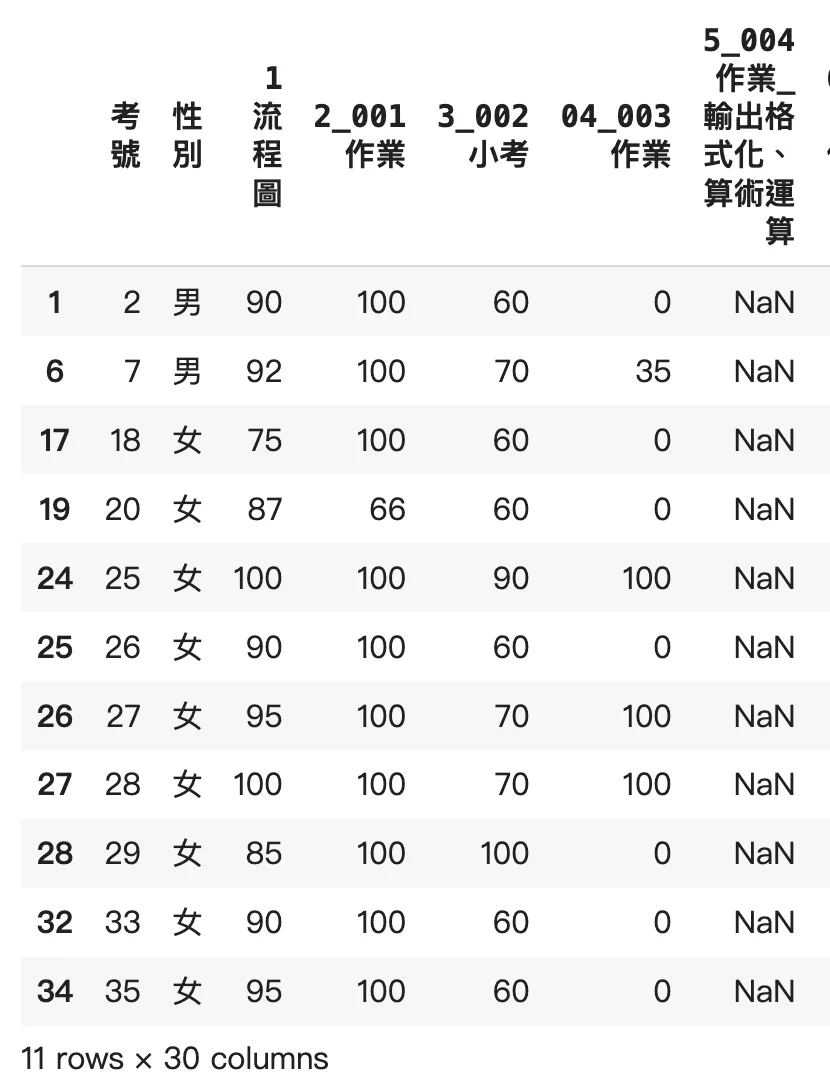 5_004
1 作業_
考 性 流 2_001 3_002 04_003 輸出格
號 別 程 作業 小考 作業 式化、
圖 算術運
算
1 2 男 90 100 60 0 NaN
6 7 男 92 100 70 35 NaN
17 18 女 75 100 60 0 NaN
19 20 女 87 66 60 0 NaN
24 25 女 100 100 90 100 NaN
25 26 女 90 100 60 0 NaN
26 27 女 95 100 70 100 NaN
27 28 女 100 100 70 100 NaN
28 29 女 85 100 100 0 NaN
32 33 女 90 100 60 0 NaN
34 35 女 95 100 60 0 NaN
11 rows × 30 columns